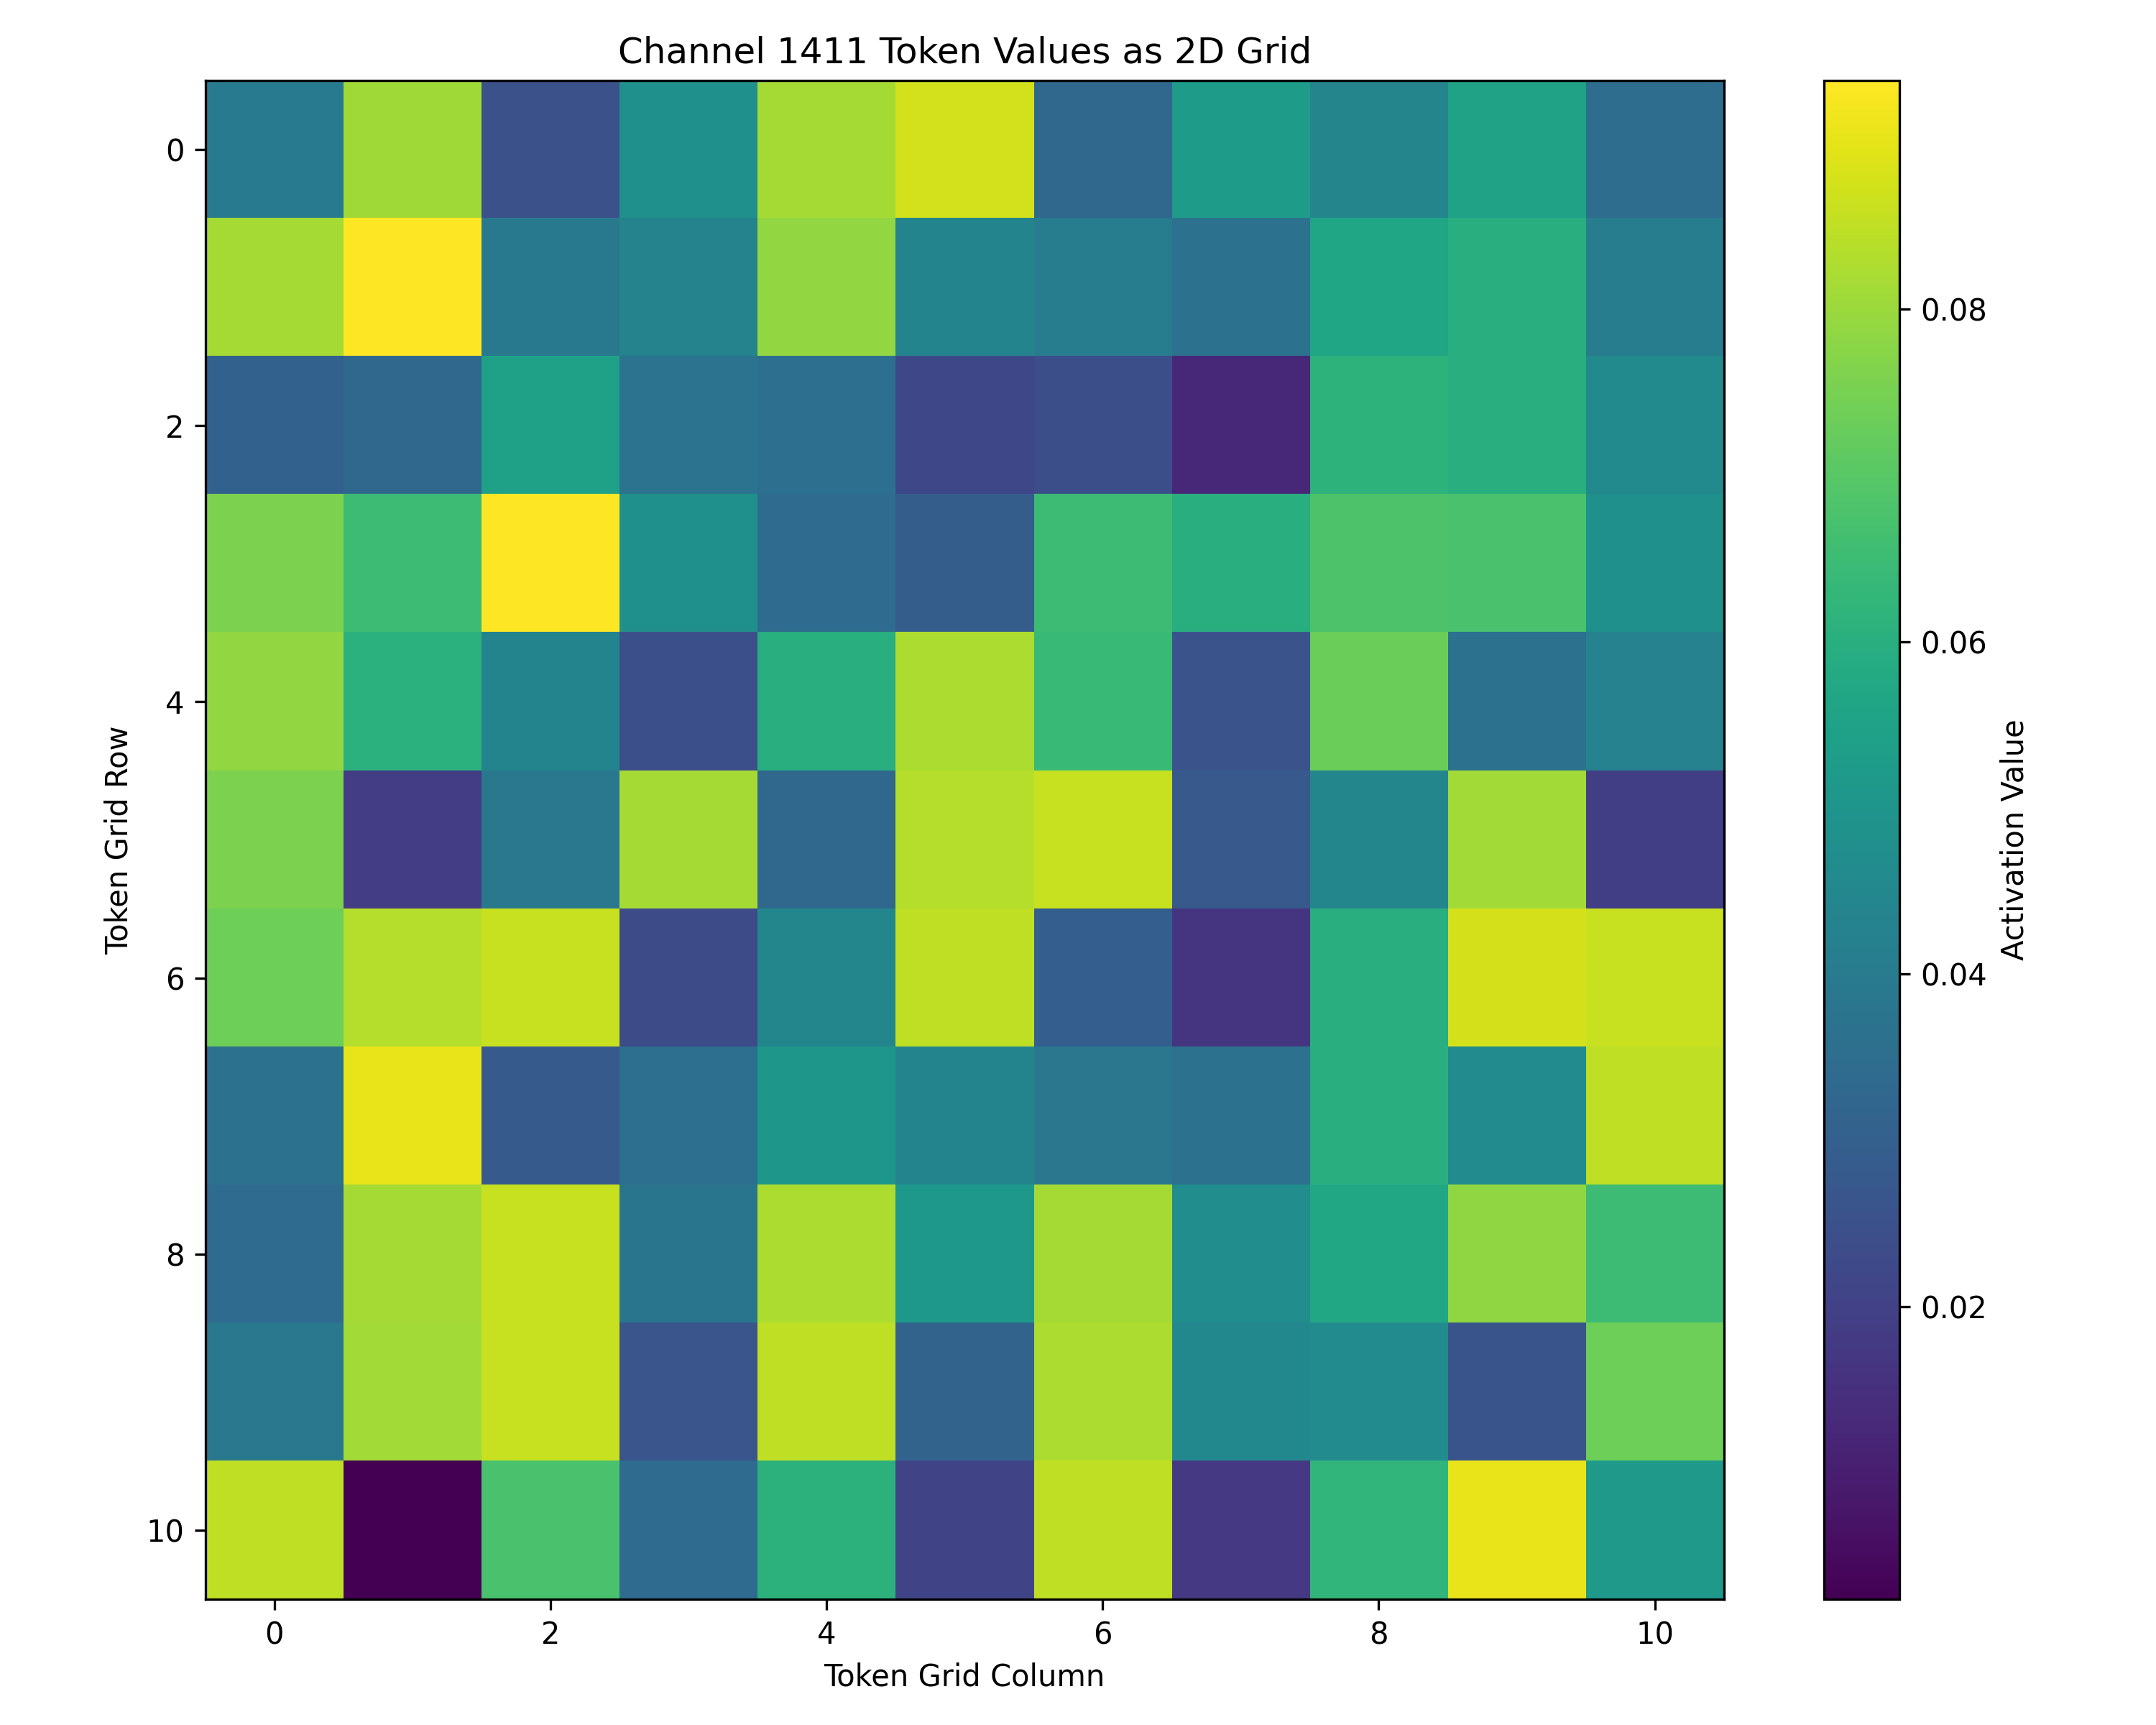 Channel 1411 Token Values as 2D Grid
0
2
4
6
8
10
Token Grid Row
0 2 4 6 8 10
Token Grid Column
0.08
0.06
0.04
0.02
Activation Value